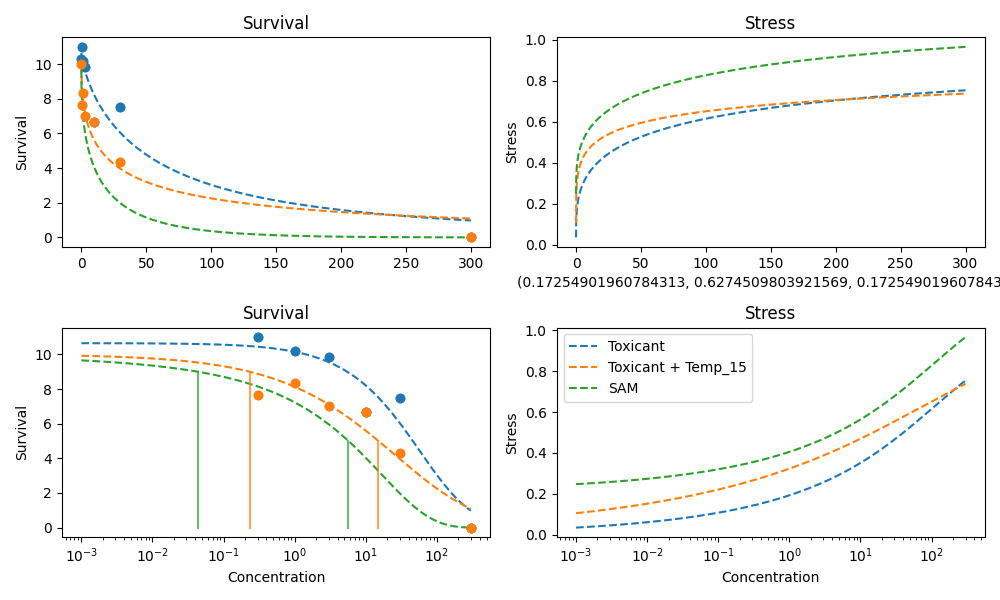 Survival
Survival
0 2 4 6 8 10
0 50 100 150 200 250 300
Stress
Stress
0.0 0.2 0.4 0.6 0.8 1.0
0 50 100 150 200 250 300
(0.17254901960784313, 0.6274509803921569, 0.172549019607843
Survival
Survival
0 2 4 6 8 10
10⁻³ 10⁻² 10⁻¹ 10⁰ 10¹ 10²
Concentration
Stress
Stress
0.0 0.2 0.4 0.6 0.8 1.0
Toxicant
Toxicant + Temp_15
SAM
10⁻³ 10⁻² 10⁻¹ 10⁰ 10¹ 10²
Concentration